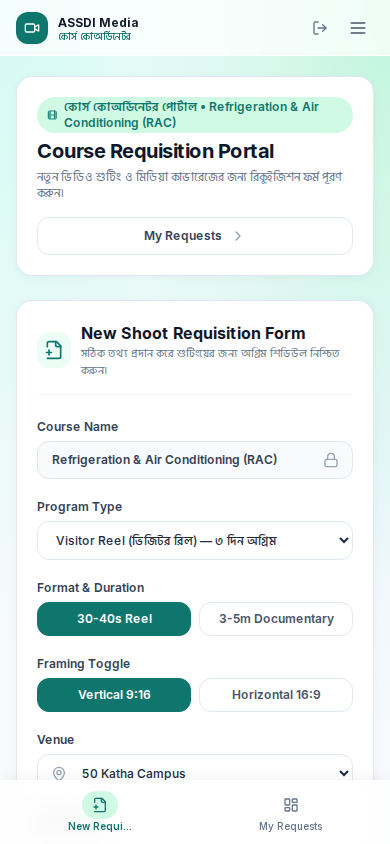 ASSDI Media
কোর্স কোঅর্ডিনেটর
কোর্স কোঅর্ডিনেটর পোর্টাল • Refrigeration & Air
Conditioning (RAC)
Course Requisition Portal
নতুন ভিডিও শুটিং ও মিডিয়া কাভারেজের জন্য রিকুইজিশন ফর্ম পূরণ
করুন।
My Requests
New Shoot Requisition Form
সঠিক তথ্য প্রদান করে শুটিংয়ের জন্য অগ্রিম শিডিউল নিশ্চিত
করুন।
Course Name
Refrigeration & Air Conditioning (RAC)
Program Type
Visitor Reel (ভিজিটর রিল) — ৩ দিন অগ্রিম
Format & Duration
30-40s Reel
3-5m Documentary
Framing Toggle
Vertical 9:16
Horizontal 16:9
Venue
50 Katha Campus
New Requi...
My Requests